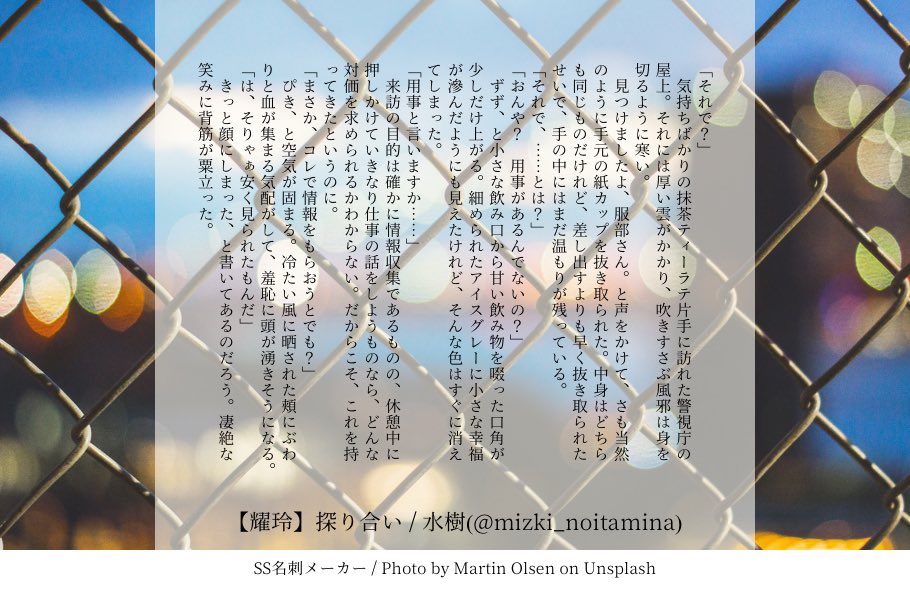 「それで？」
　気持ちばかりの抹茶ティーラテ片手に訪れた警視庁の
屋上。それには厚い雲がかかり、吹きすさぶ風邪は身を
切るように寒い。
　見つけましたよ、服部さん。と声をかけて、さも当然
のように手元の紙カップを抜き取られた。中身はどちら
も同じものだけれど、差し出すよりも早く抜き取られた
せいで、手の中にはまだ温もりが残っている。
「それで、……とは？」
「おんや？　用事があるんでないの？」
　ずず、と小さな飲み口から甘い飲み物を啜った口角が
少しだけ上がる。細められたアイスグレーに小さな幸福
が滲んだようにも見えたけれど、そんな色はすぐに消え
てしまった。
「用事と言いますか……」
　来訪の目的は確かに情報収集であるものの、休憩中に
押しかけていきなり仕事の話をしようものなら、どんな
対価を求められるかわからない。だからこそ、これを持
ってきたというのに。
「まさか、コレで情報をもらおうとでも？」
　ぴき、と空気が固まる。冷たい風に晒された頬にぶわ
りと血が集まる気配がして、羞恥に頭が湧きそうになる。
「は、そりゃぁ安く見られたもんだ」
　きっと顔にしまった、と書いてあるのだろう。凄絶な
笑みに背筋が粟立った。
【耀玲】探り合い / 水樹(@mizki_noitamina)
SS名刺メーカー / Photo by Martin Olsen on Unsplash